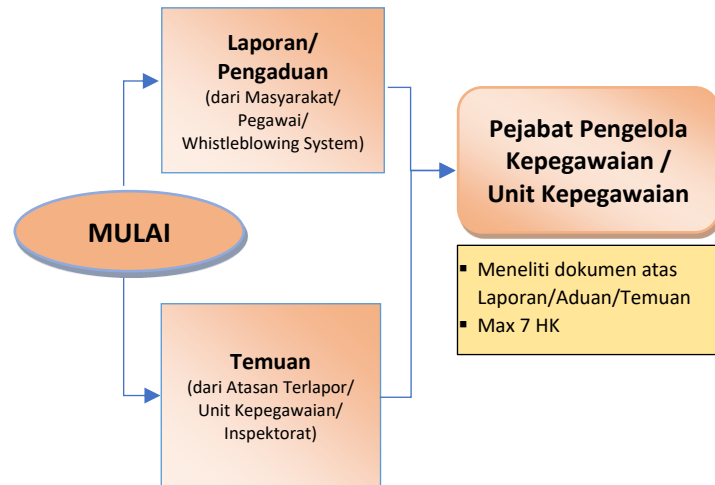 MULAI
Laporan/
Pengaduan
(dari Masyarakat/
Pegawai/
Whistleblowing System)
Temuan
(dari Atasan Terlapor/
Unit Kepegawaian/
Inspektorat)
Pejabat Pengelola
Kepegawaian /
Unit Kepegawaian
▪ Meneliti dokumen atas
Laporan/Aduan/Temuan
▪ Max 7 HK